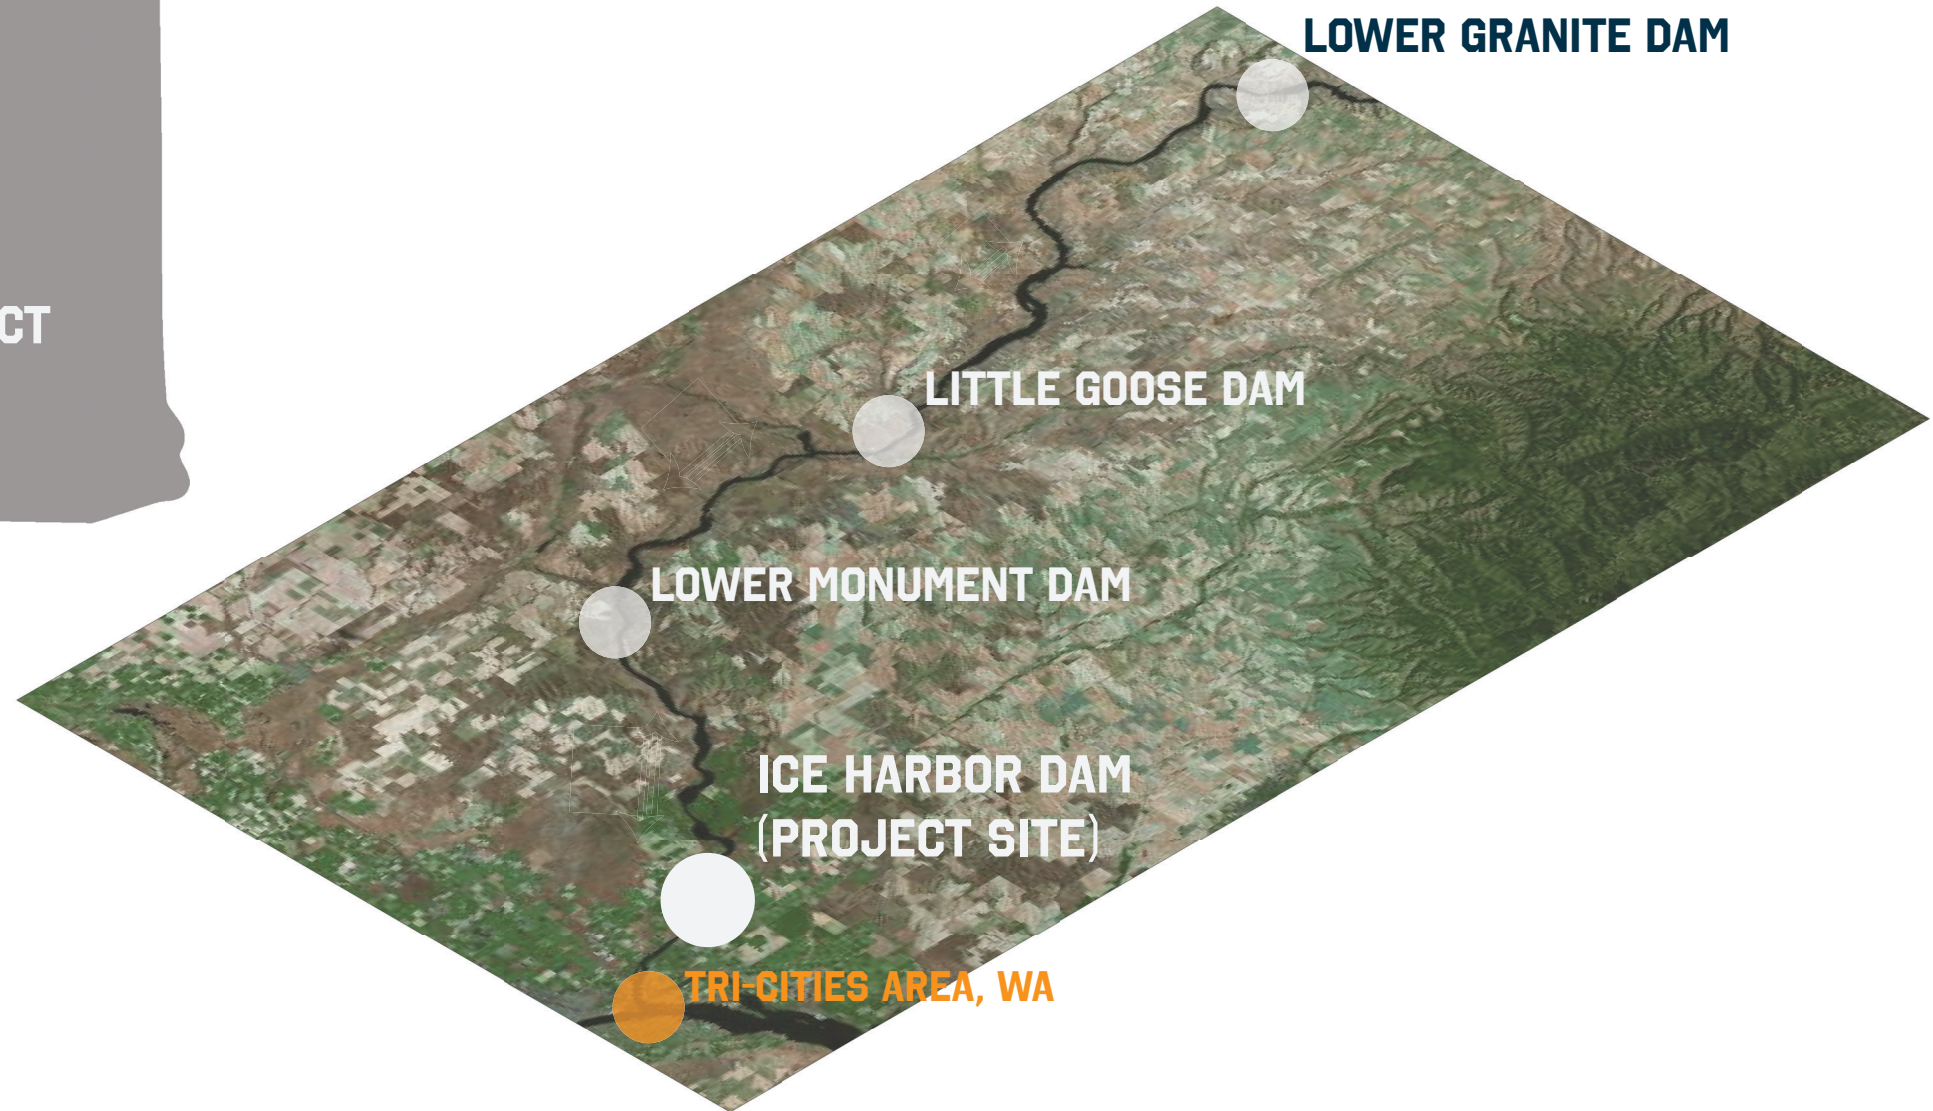 LOWER GRANITE DAM
CT
LITTLE GOOSE DAM
LOWER MONUMENT DAM
ICE HARBOR DAM
(PROJECT SITE)
TRI-CITIES AREA, WA